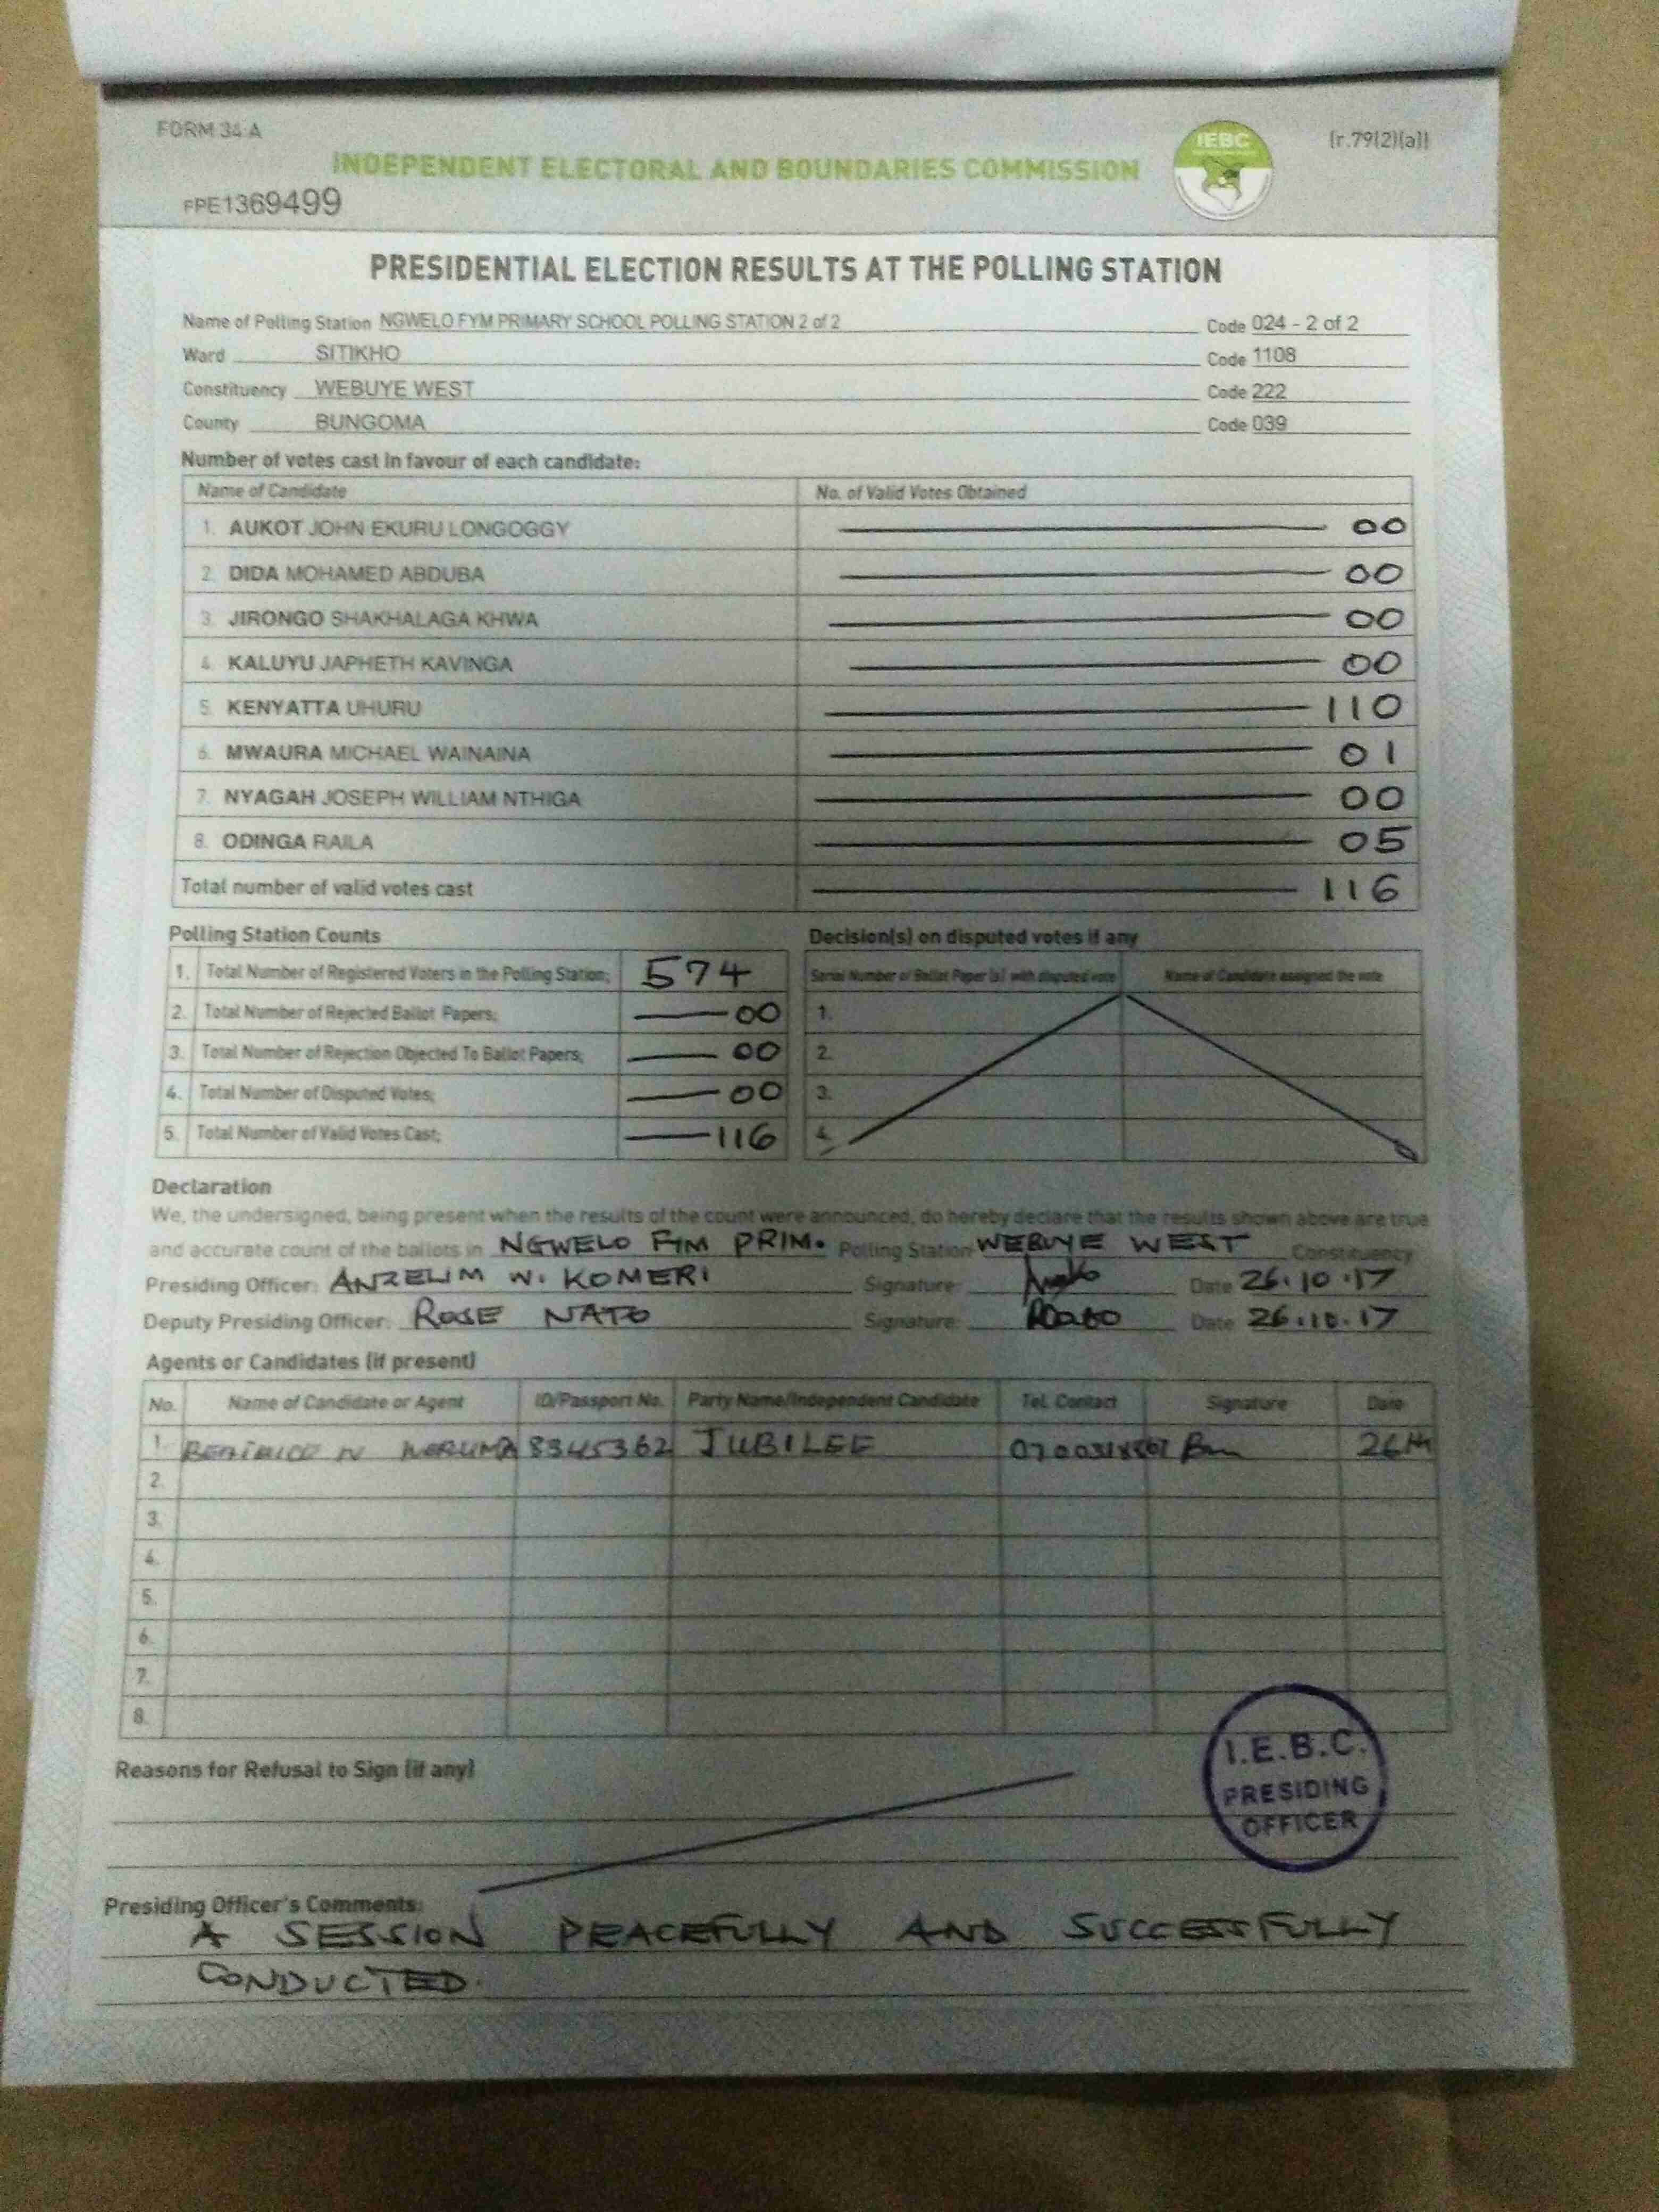 FORM 34 A
(r.79(2)(a))
INDEPENDENT ELECTORAL AND BOUNDARIES COMMISSION
IEBC
FPE1369499
PRESIDENTIAL ELECTION RESULTS AT THE POLLING STATION
Name of Polling Station NGWELO FYM PRIMARY SCHOOL POLLING STATION 2 of 2 Code 024 - 2 of 2
Ward SITIKHO Code 1108
Constituency WEBUYE WEST Code 222
County BUNGOMA Code 039
Number of votes cast in favour of each candidate:
Name of Candidate No. of Valid Votes Obtained
1. AUKOT JOHN EKURU LONGOGGY 00
2. DIDA MOHAMED ABDUBA 00
3. JIRONGO SHAKHALAGA KHWA 00
4. KALUYU JAPHETH KAVINGA 00
5. KENYATTA UHURU 110
6. MWAURA MICHAEL WAINAINA 01
7. NYAGAH JOSEPH WILLIAM NTHIGA 00
8. ODINGA RAILA 05
Total number of valid votes cast 116
Polling Station Counts
1. Total Number of Registered Voters in the Polling Station; 574
2. Total Number of Rejected Ballot Papers; 00
3. Total Number of Rejection Objected To Ballot Papers; 00
4. Total Number of Disputed Votes; 00
5. Total Number of Valid Votes Cast; 116
Decision(s) on disputed votes if any
Serial Number of Ballot Paper (s) with disputed vote Name of Candidate assigned the vote
1.
2.
3.
4.
Declaration
We, the undersigned, being present when the results of the count were announced, do hereby declare that the results shown above are true
and accurate count of the ballots in NGWELO FYM PRIM. Polling Station WEBUYE WEST Constituency
Presiding Officer: ANZELIM W. KOMERI Signature: Date 26.10.17
Deputy Presiding Officer: ROSE NATO Signature: Date 26.10.17
Agents or Candidates (if present)
No. Name of Candidate or Agent ID/Passport No. Party Name/Independent Candidate Tel. Contact Signature Date
1. N 8345362 JUBILEE 26th
2.
3.
4.
5.
6.
7.
8.
Reasons for Refusal to Sign (if any)
I.E.B.C.
PRESIDING
OFFICER
Presiding Officer's Comments:
A SESSION PEACEFULLY AND SUCCESSFULLY
CONDUCTED.